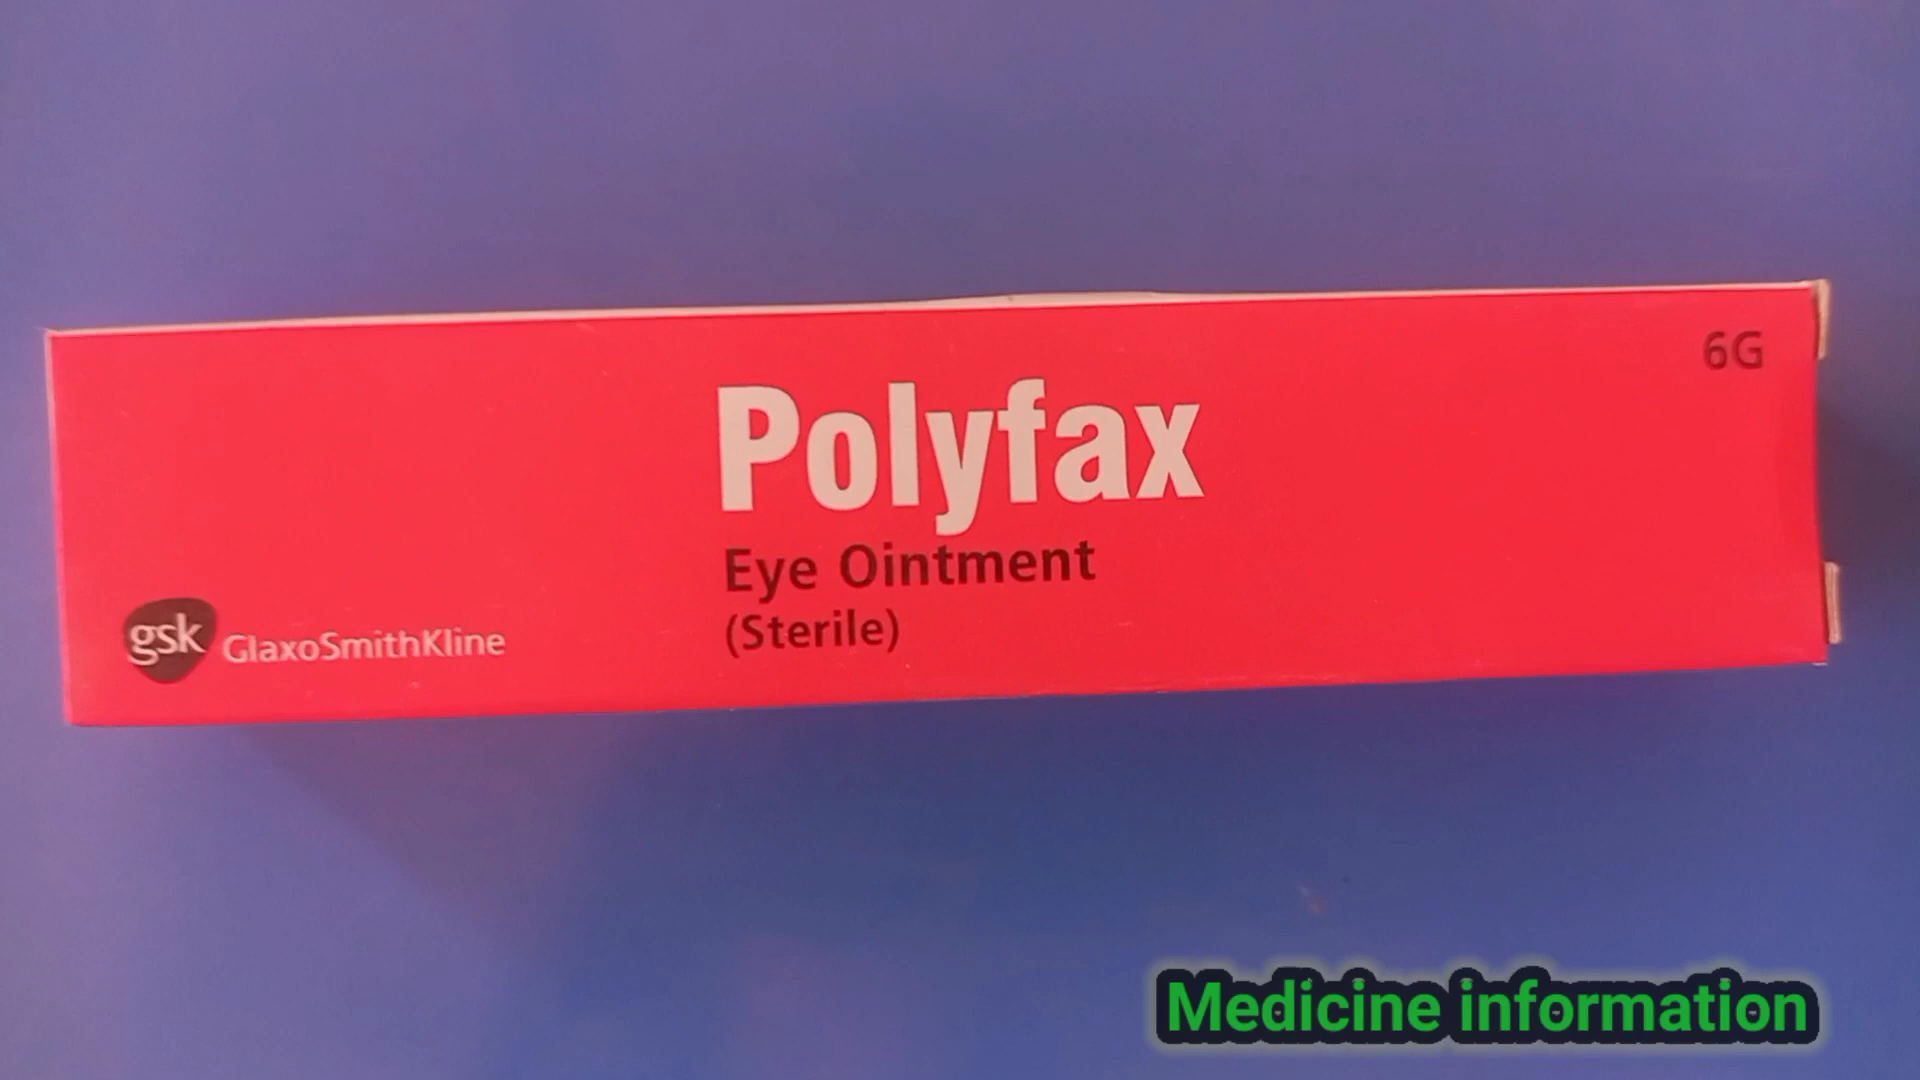 6G
Polyfax
Eye Ointment
(Sterile)
gsk GlaxoSmithKline
Medicine information